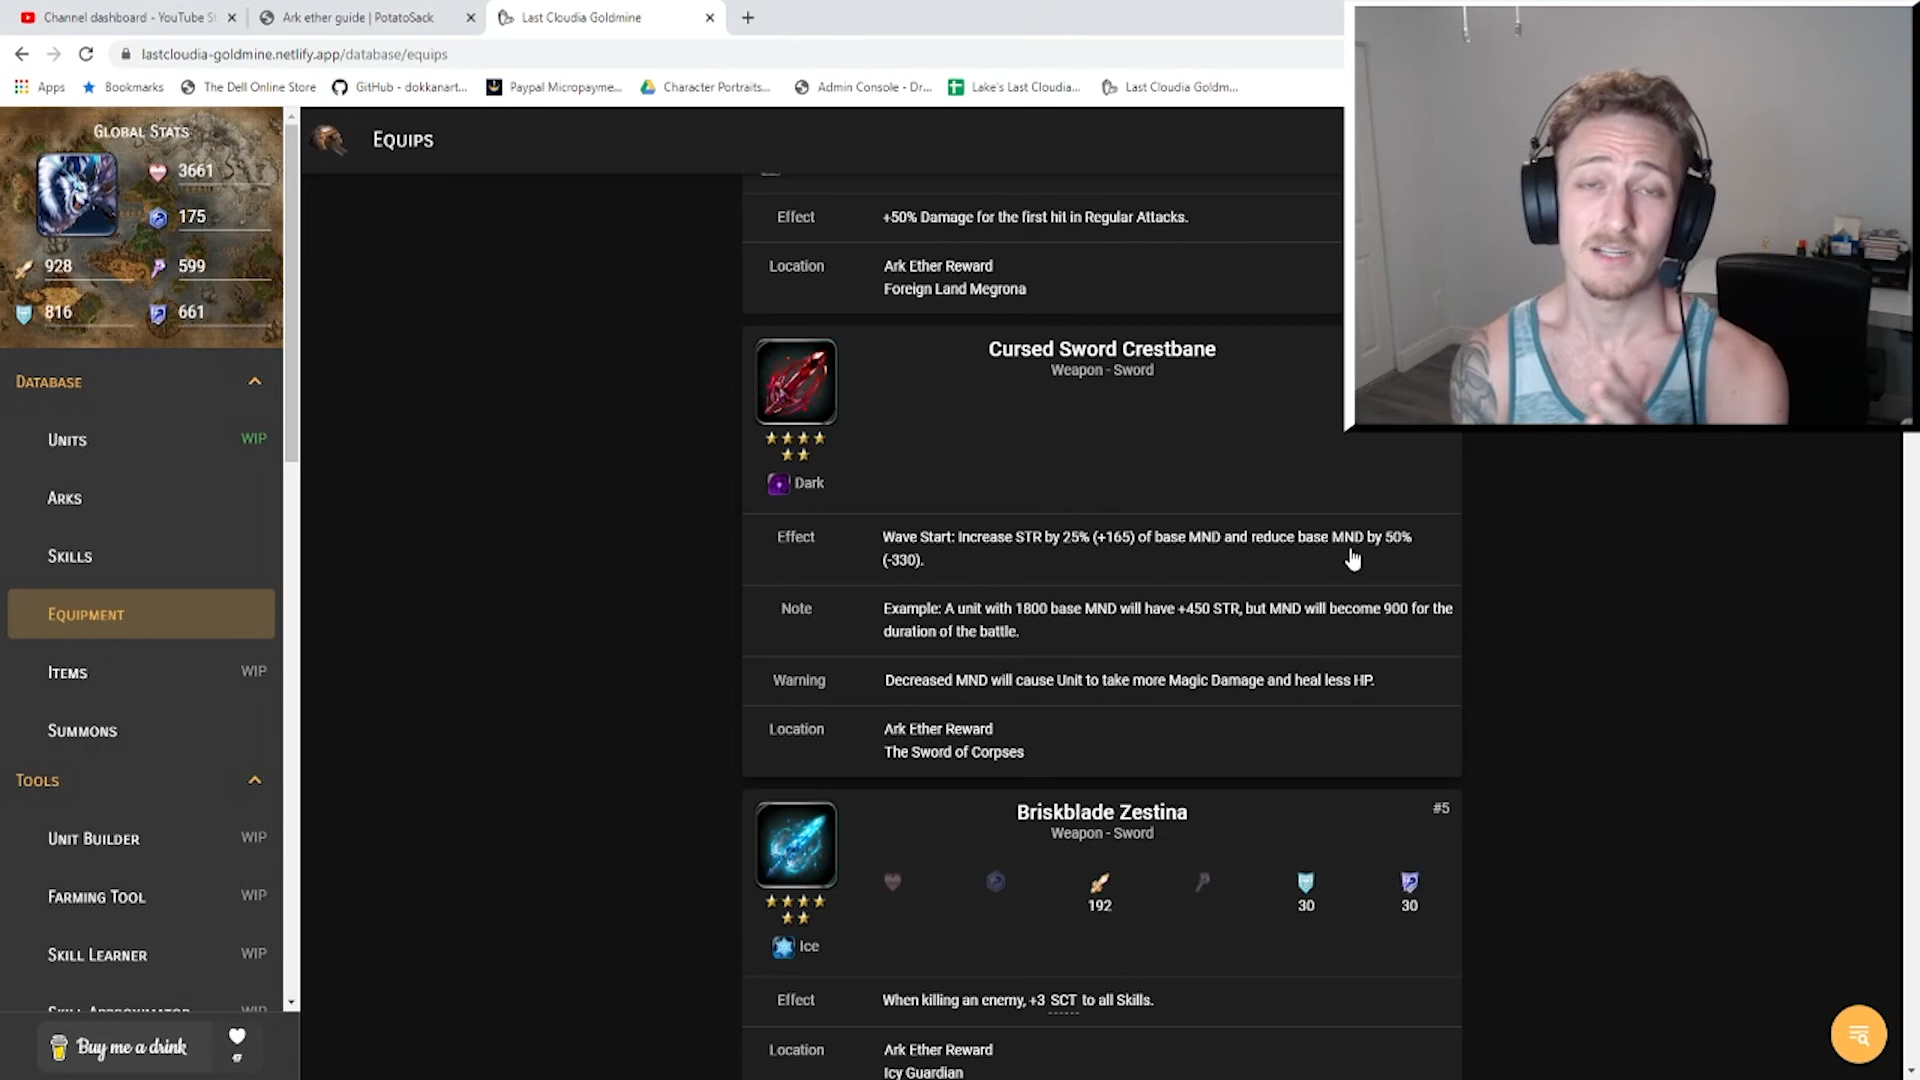 Channel dashboard - YouTube St
Ark ether guide | PotatoSack
Last Cloudia Goldmine
lastcloudia-goldmine.netlify.app/database/equips
Apps
Bookmarks
The Dell Online Store
GitHub - dokkanart...
Paypal Micropayme...
Character Portraits...
Admin Console - Dr...
Lake's Last Cloudia...
Last Cloudia Goldm...
Global Stats
3661
175
928
599
816
661
Database
Units WIP
Arks
Skills
Equipment
Items WIP
Summons
Tools
Unit Builder WIP
Farming Tool WIP
Skill Learner WIP
Skill Approximator WIP
Buy me a drink
Equips
Effect +50% Damage for the first hit in Regular Attacks.
Location Ark Ether Reward
Foreign Land Megrona
Cursed Sword Crestbane
Weapon - Sword
Dark
Effect Wave Start: Increase STR by 25% (+165) of base MND and reduce base MND by 50%
(-330).
Note Example: A unit with 1800 base MND will have +450 STR, but MND will become 900 for the
duration of the battle.
Warning Decreased MND will cause Unit to take more Magic Damage and heal less HP.
Location Ark Ether Reward
The Sword of Corpses
Briskblade Zestina #5
Weapon - Sword
192 30 30
Ice
Effect When killing an enemy, +3 SCT to all Skills.
Location Ark Ether Reward
Icy Guardian